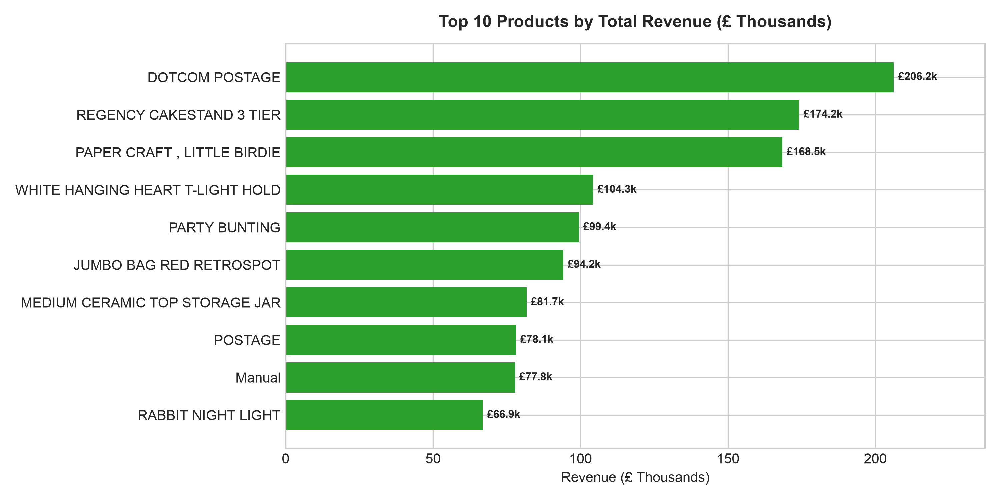 Top 10 Products by Total Revenue (£ Thousands)
DOTCOM POSTAGE £206.2k
REGENCY CAKESTAND 3 TIER £174.2k
PAPER CRAFT , LITTLE BIRDIE £168.5k
WHITE HANGING HEART T-LIGHT HOLD £104.3k
PARTY BUNTING £99.4k
JUMBO BAG RED RETROSPOT £94.2k
MEDIUM CERAMIC TOP STORAGE JAR £81.7k
POSTAGE £78.1k
Manual £77.8k
RABBIT NIGHT LIGHT £66.9k
0 50 100 150 200
Revenue (£ Thousands)